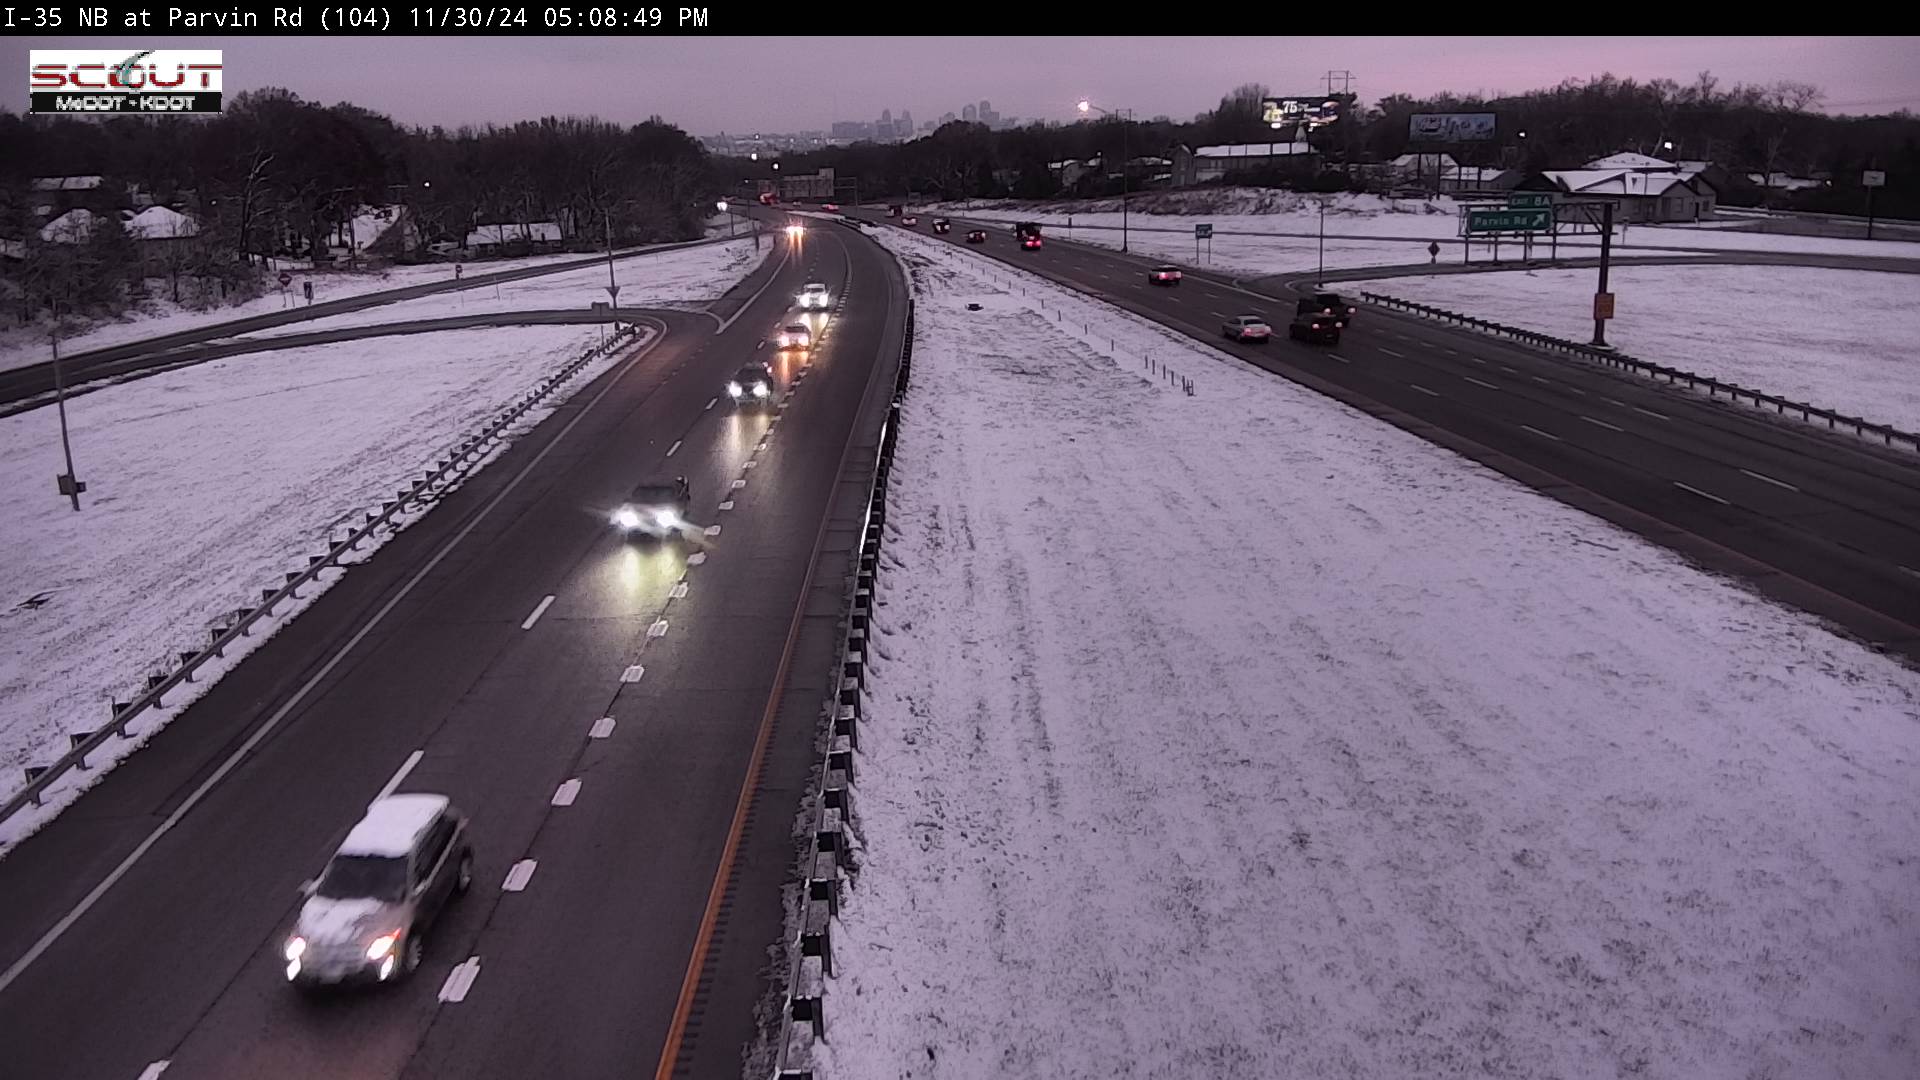 I-35 NB at Parvin Rd (104) 11/30/24 05:08:49 PM
SCOUT
MoDOT - KDOT
75
EXIT 8A
Parvin Rd